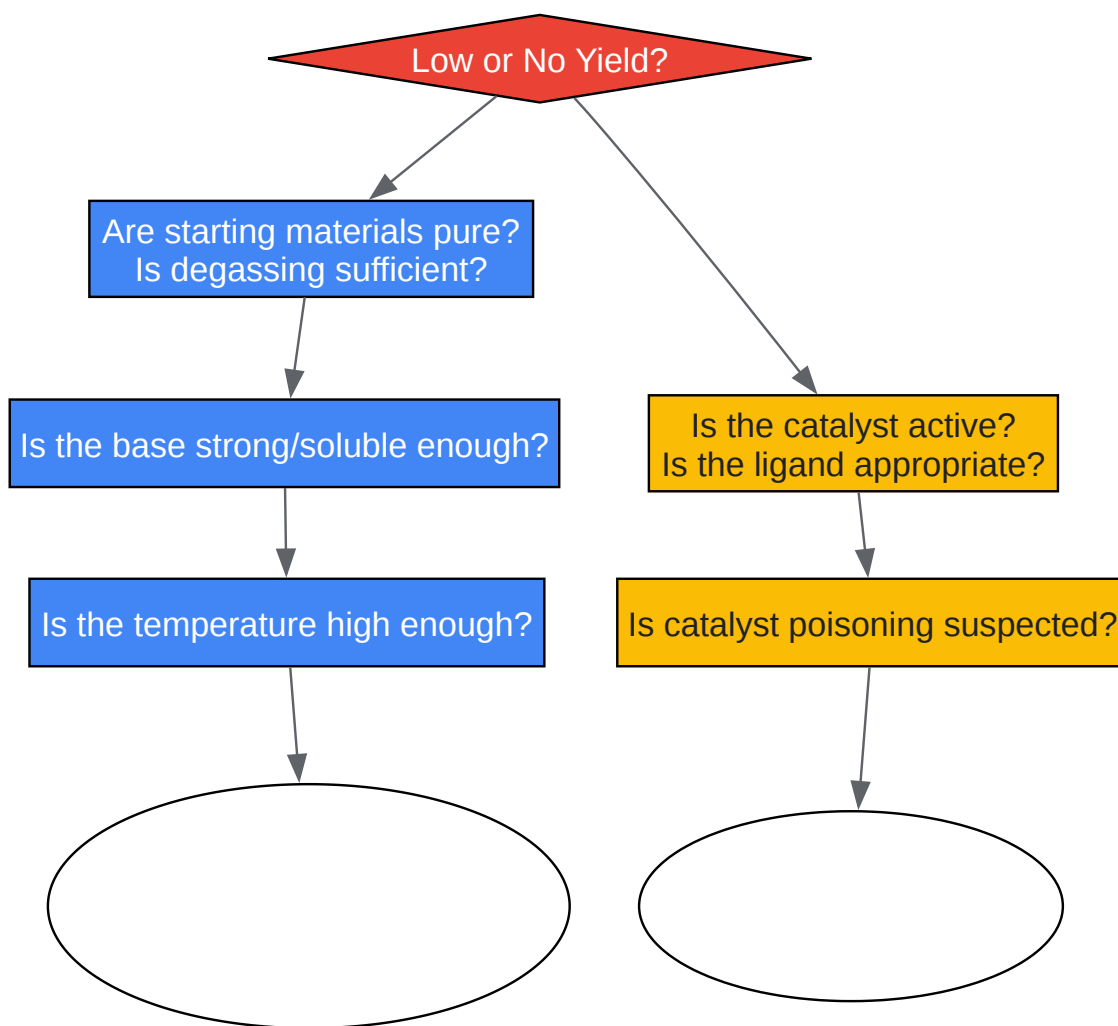 Low or No Yield?
Are starting materials pure?
Is degassing sufficient?
Is the base strong/soluble enough?
Is the catalyst active?
Is the ligand appropriate?
Is the temperature high enough?
Is catalyst poisoning suspected?